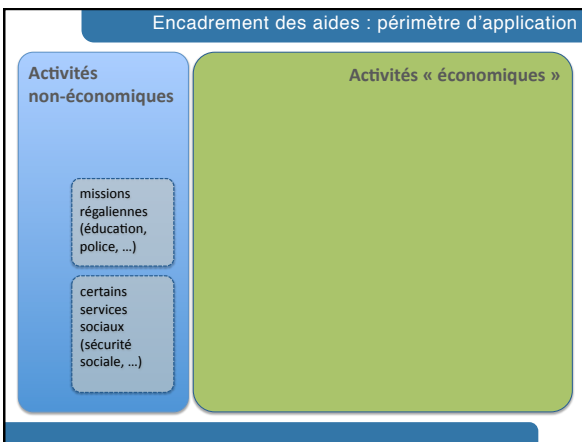 Encadrement des aides : périmètre d'application
Activités
non-économiques
Activités « économiques »
missions
régaliennes
(éducation,
police, ...)
certains
services
sociaux
(sécurité
sociale, ...)